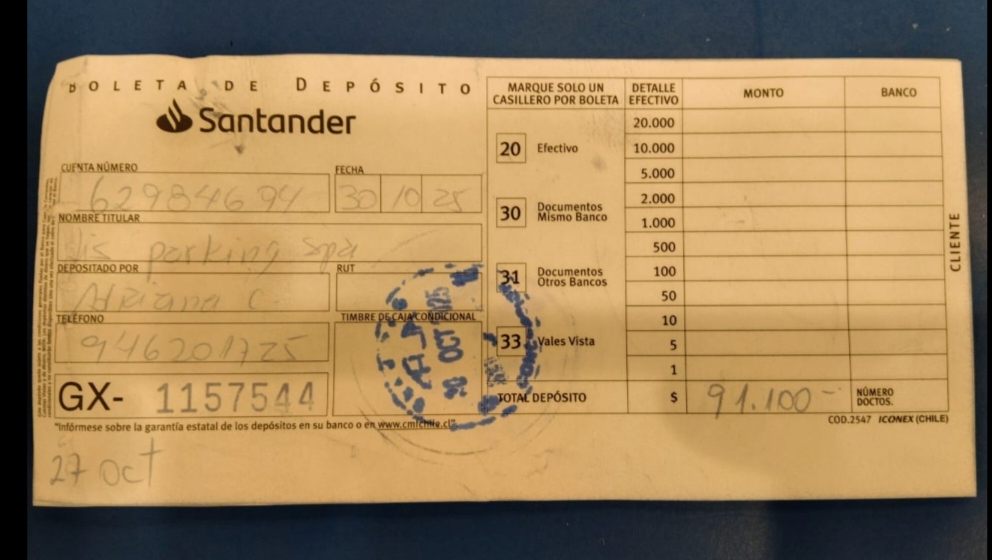 BOLETA DE DEPÓSITO
Santander
CUENTA NÚMERO
62984694
FECHA
30 10 25
NOMBRE TITULAR
parking spa
DEPOSITADO POR
Adriana C
RUT
TELÉFONO
946201725
TIMBRE DE CAJA CONDICIONAL
GX- 1157544
"Infórmese sobre la garantía estatal de los depósitos en su banco o en www.cmfchile.cl"
27 Oct
MARQUE SOLO UN
CASILLERO POR BOLETA
20 Efectivo
30 Documentos
Mismo Banco
31 Documentos
Otros Bancos
33 Vales Vista
DETALLE
EFECTIVO
MONTO
BANCO
20.000
10.000
5.000
2.000
1.000
500
100
50
10
5
1
TOTAL DEPÓSITO $ 91.100-
NÚMERO
DOCTOS.
COD.2547 ICONEX (CHILE)
CLIENTE
30 OCT 2025